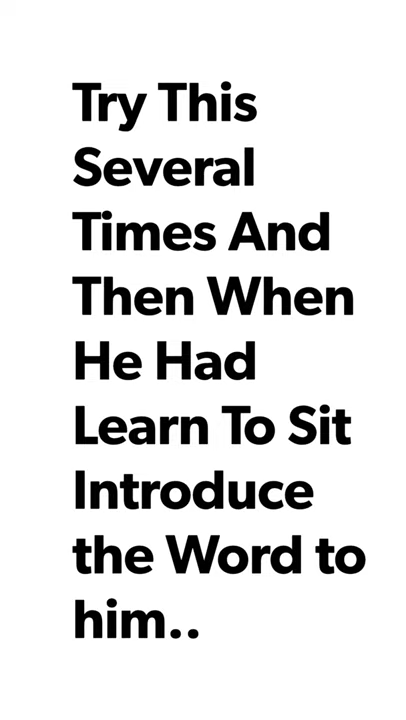 Try This
Several
Times And
Then When
He Had
Learn To Sit
Introduce
the Word to
him..